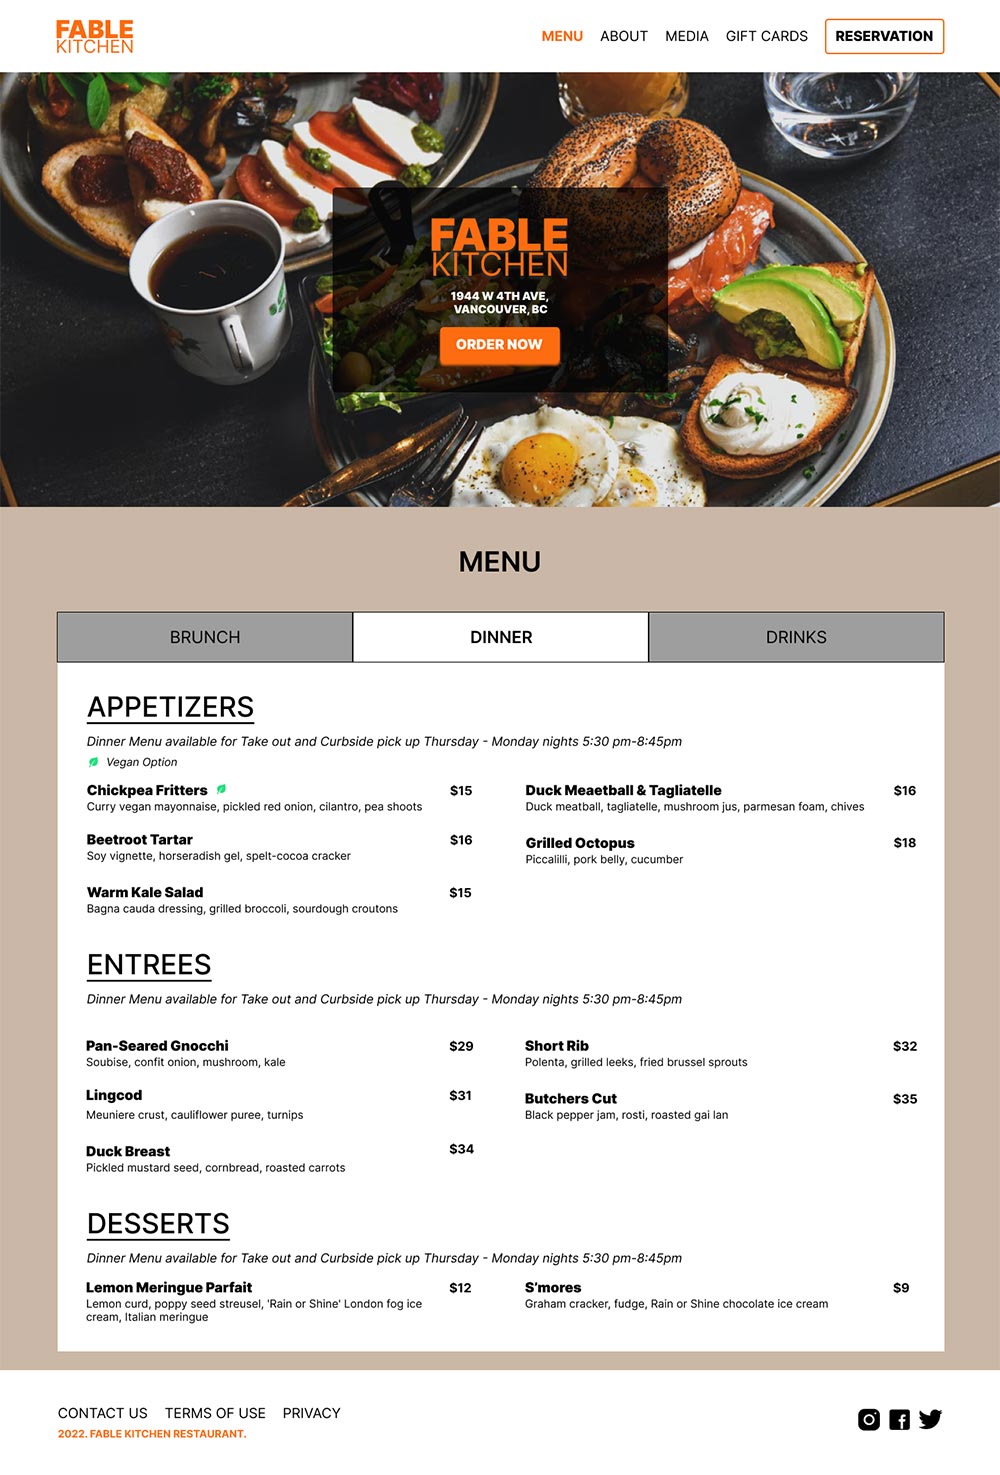 FABLE
KITCHEN
MENU ABOUT MEDIA GIFT CARDS RESERVATION
FABLE
KITCHEN
1944 W 4TH AVE,
VANCOUVER, BC
ORDER NOW
MENU
BRUNCH DINNER DRINKS
APPETIZERS
Dinner Menu available for Take out and Curbside pick up Thursday - Monday nights 5:30 pm-8:45pm
Vegan Option
Chickpea Fritters $15
Curry vegan mayonnaise, pickled red onion, cilantro, pea shoots
Beetroot Tartar $16
Soy vignette, horseradish gel, spelt-cocoa cracker
Warm Kale Salad $15
Bagna cauda dressing, grilled broccoli, sourdough croutons
Duck Meaetball & Tagliatelle $16
Duck meatball, tagliatelle, mushroom jus, parmesan foam, chives
Grilled Octopus $18
Piccalilli, pork belly, cucumber
ENTREES
Dinner Menu available for Take out and Curbside pick up Thursday - Monday nights 5:30 pm-8:45pm
Pan-Seared Gnocchi $29
Soubise, confit onion, mushroom, kale
Lingcod $31
Meuniere crust, cauliflower puree, turnips
Duck Breast $34
Pickled mustard seed, cornbread, roasted carrots
Short Rib $32
Polenta, grilled leeks, fried brussel sprouts
Butchers Cut $35
Black pepper jam, rosti, roasted gai lan
DESSERTS
Dinner Menu available for Take out and Curbside pick up Thursday - Monday nights 5:30 pm-8:45pm
Lemon Meringue Parfait $12
Lemon curd, poppy seed streusel, 'Rain or Shine' London fog ice
cream, Italian meringue
S'mores $9
Graham cracker, fudge, Rain or Shine chocolate ice cream
CONTACT US TERMS OF USE PRIVACY
2022. FABLE KITCHEN RESTAURANT.